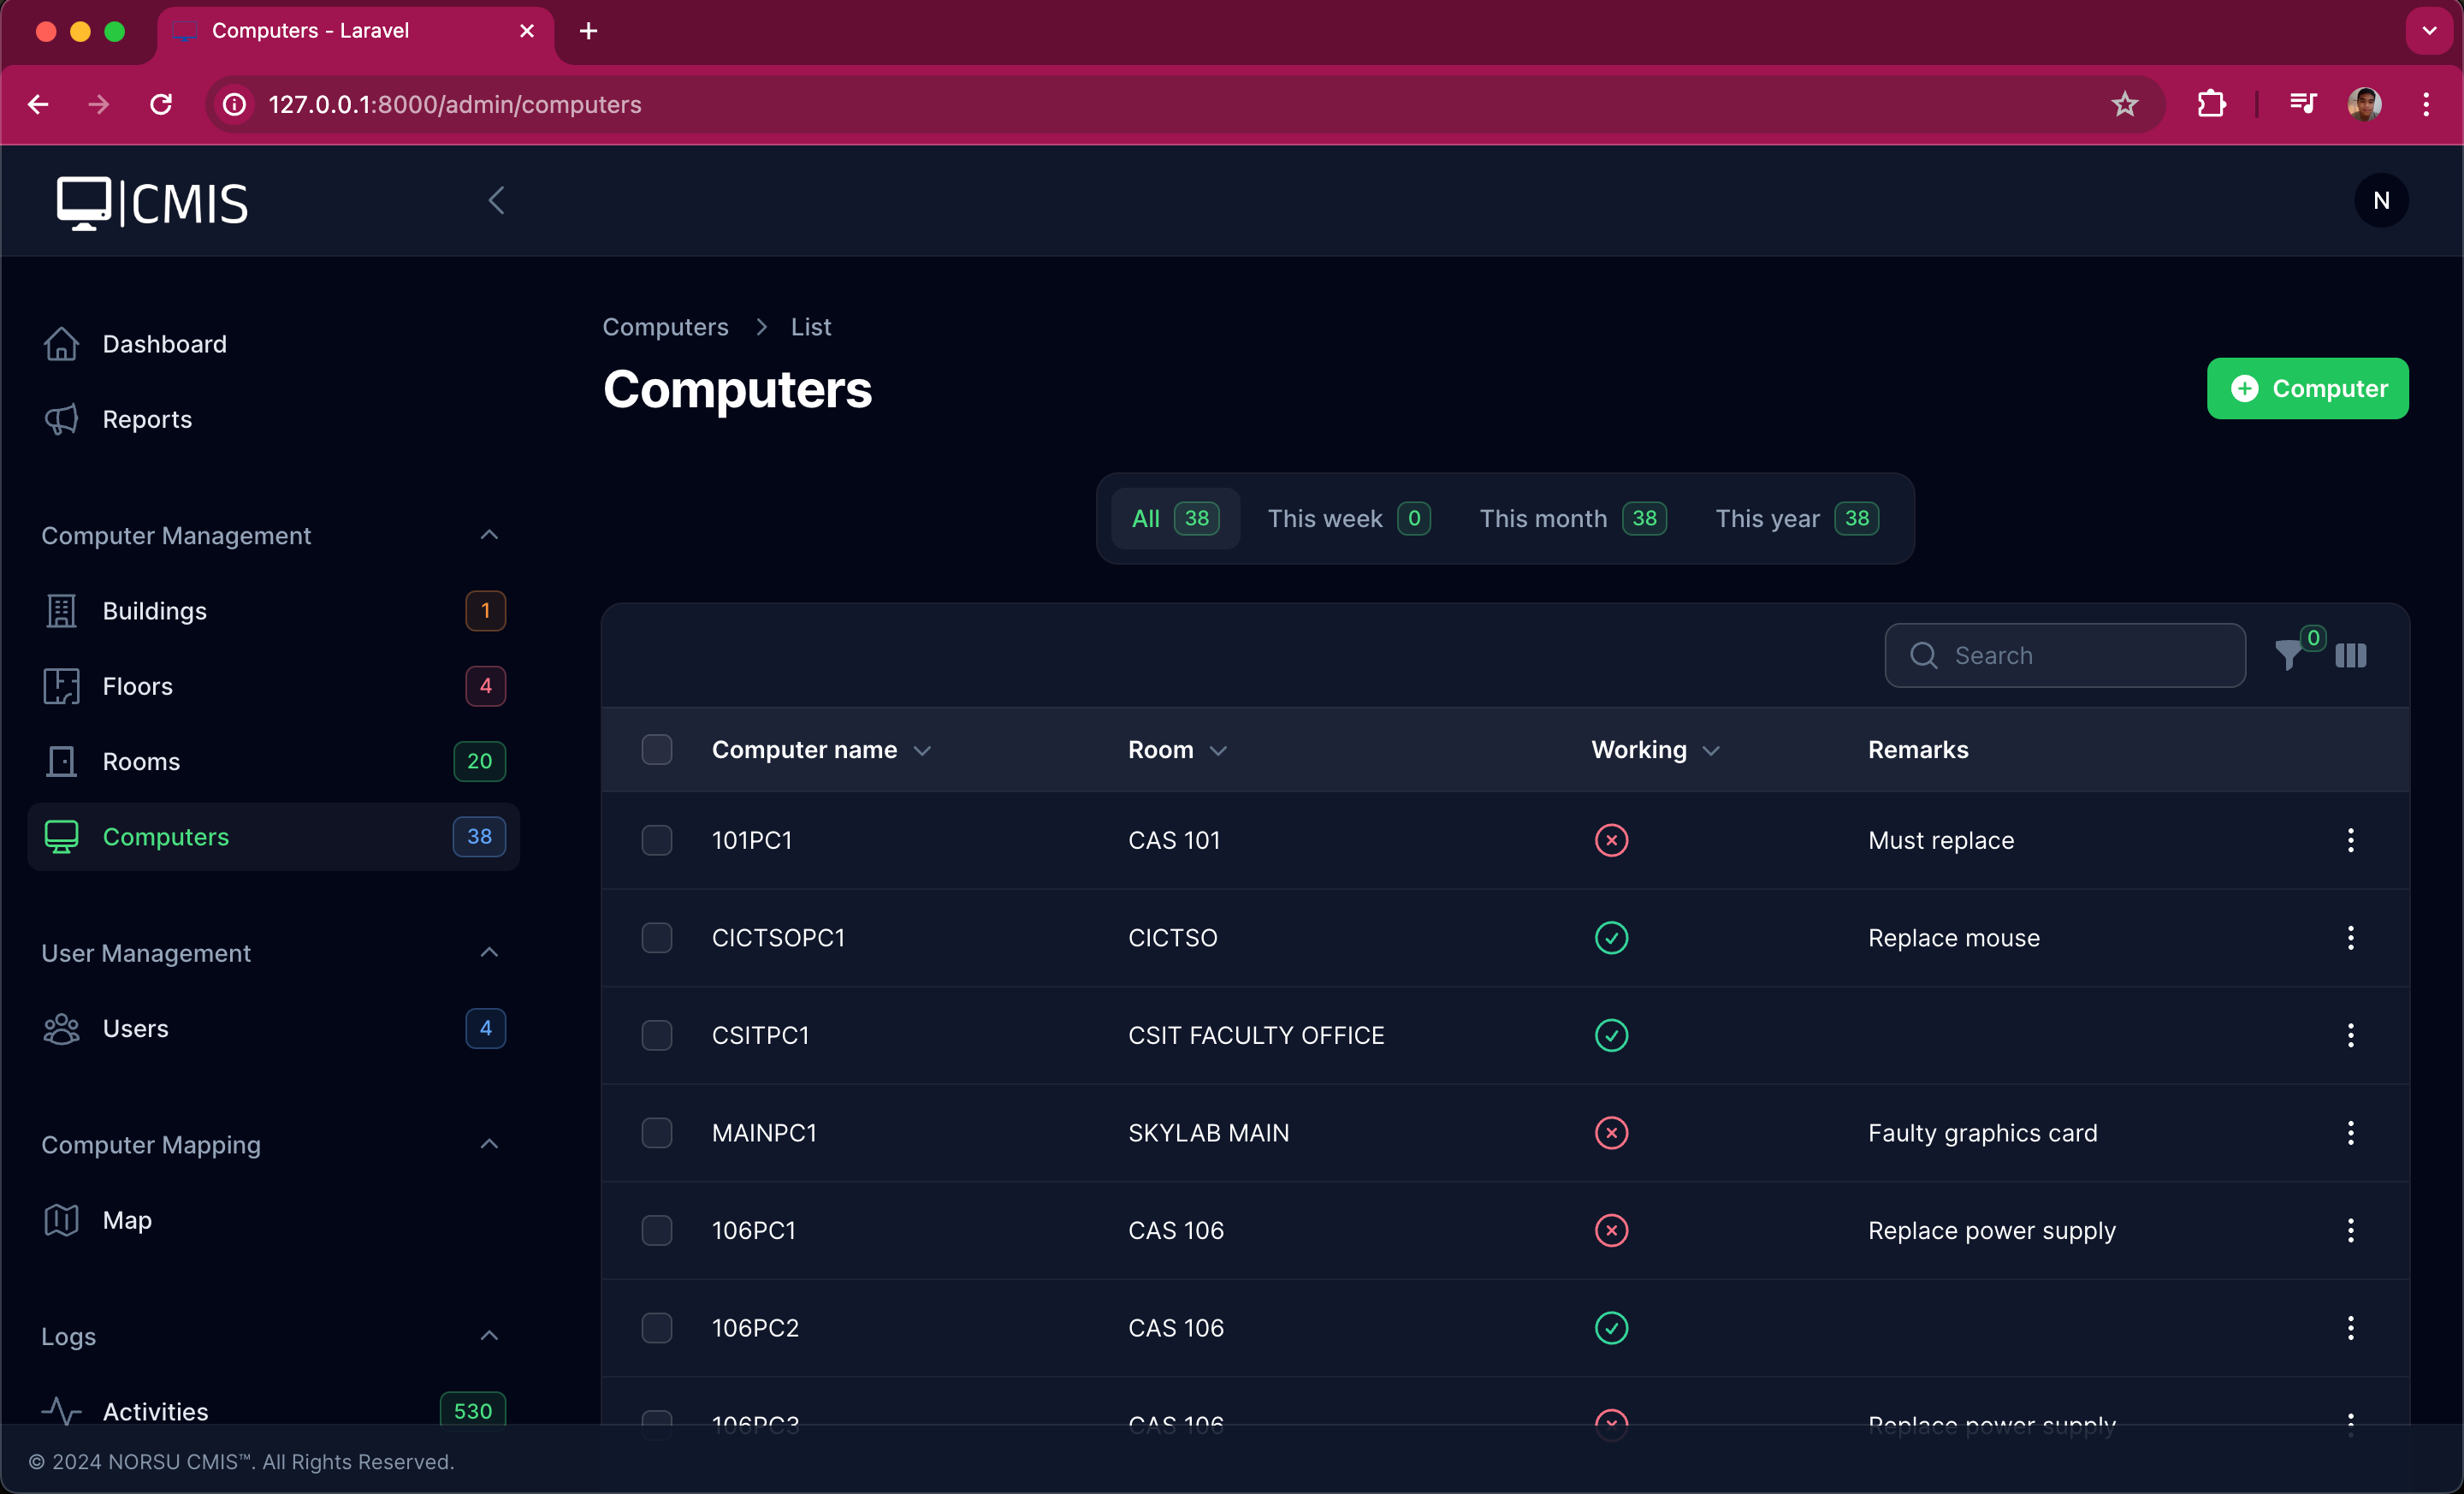 Computers - Laravel
127.0.0.1:8000/admin/computers
CMIS
N
Dashboard
Reports
Computer Management
Buildings 1
Floors 4
Rooms 20
Computers 38
User Management
Users 4
Computer Mapping
Map
Logs
Activities 530
Computers > List
Computers
Computer
All 38 This week 0 This month 38 This year 38
Search 0
Computer name Room Working Remarks
101PC1 CAS 101 Must replace
CICTSOPC1 CICTSO Replace mouse
CSITPC1 CSIT FACULTY OFFICE
MAINPC1 SKYLAB MAIN Faulty graphics card
106PC1 CAS 106 Replace power supply
106PC2 CAS 106
106PC3 CAS 106 Replace power supply
© 2024 NORSU CMIS™. All Rights Reserved.